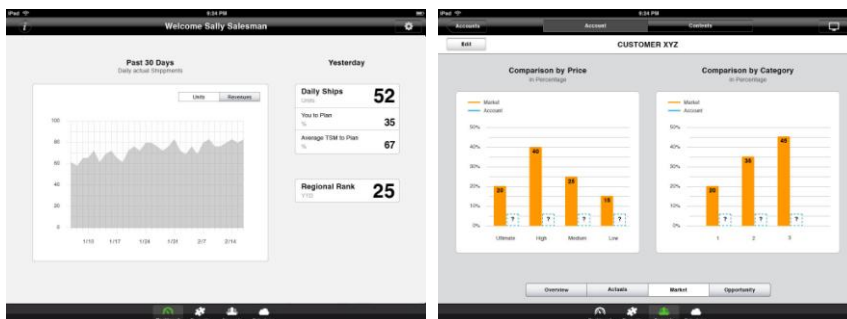 iPad 9:34 PM
Welcome Sally Salesman
Past 30 Days
Daily actual Shippments
Units Revenues
100
80
60
40
20
0
1/10 1/17 1/24 1/31 2/7 2/14
Yesterday
Daily Ships
Units
52
You to Plan
%
35
Average TSM to Plan
%
67
Regional Rank
YTD
25
iPad 9:34 PM
Accounts Account Contents
Edit CUSTOMER XYZ
Comparison by Price
In Percentage
Market
Account
50%
40%
30%
20%
10%
0%
20 ? 40 ? 25 ? 15 ?
Ultimate High Medium Low
Comparison by Category
In Percentage
Market
Account
50%
40%
30%
20%
0%
20 ? 35 ? 45 ?
1 2 3
Overview Actuals Market Opportunity